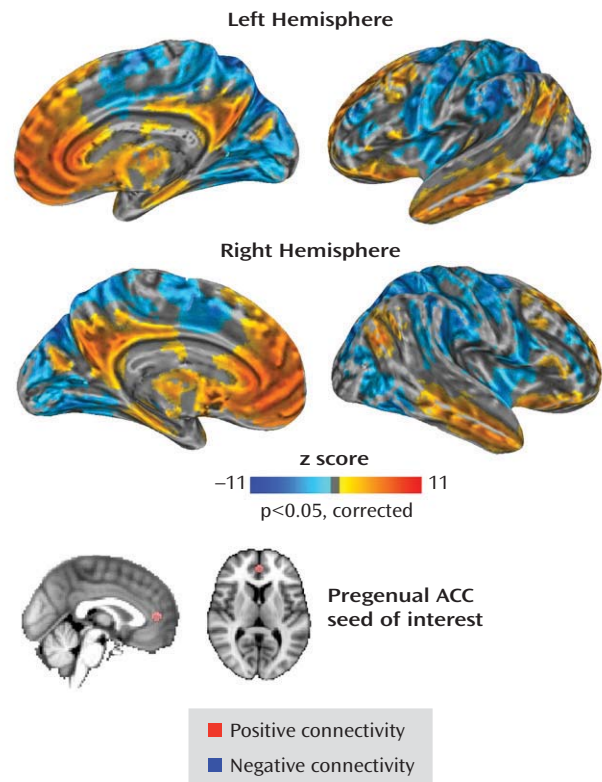 Left Hemisphere
Right Hemisphere
z score
−11 11
p<0.05, corrected
Pregenual ACC
seed of interest
Positive connectivity
Negative connectivity